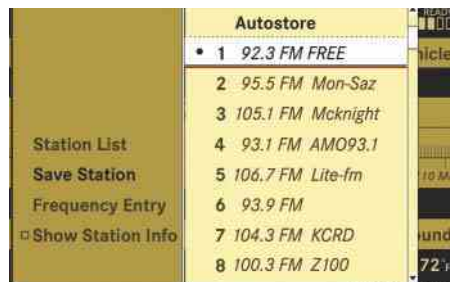 Autostore
• 1 92.3 FM FREE
2 95.5 FM Mon-Saz
3 105.1 FM Mcknight
4 93.1 FM AMO93.1
5 106.7 FM Lite-fm
6 93.9 FM
7 104.3 FM KCRD
8 100.3 FM Z100
Station List
Save Station
Frequency Entry
Show Station Info
READY
72°